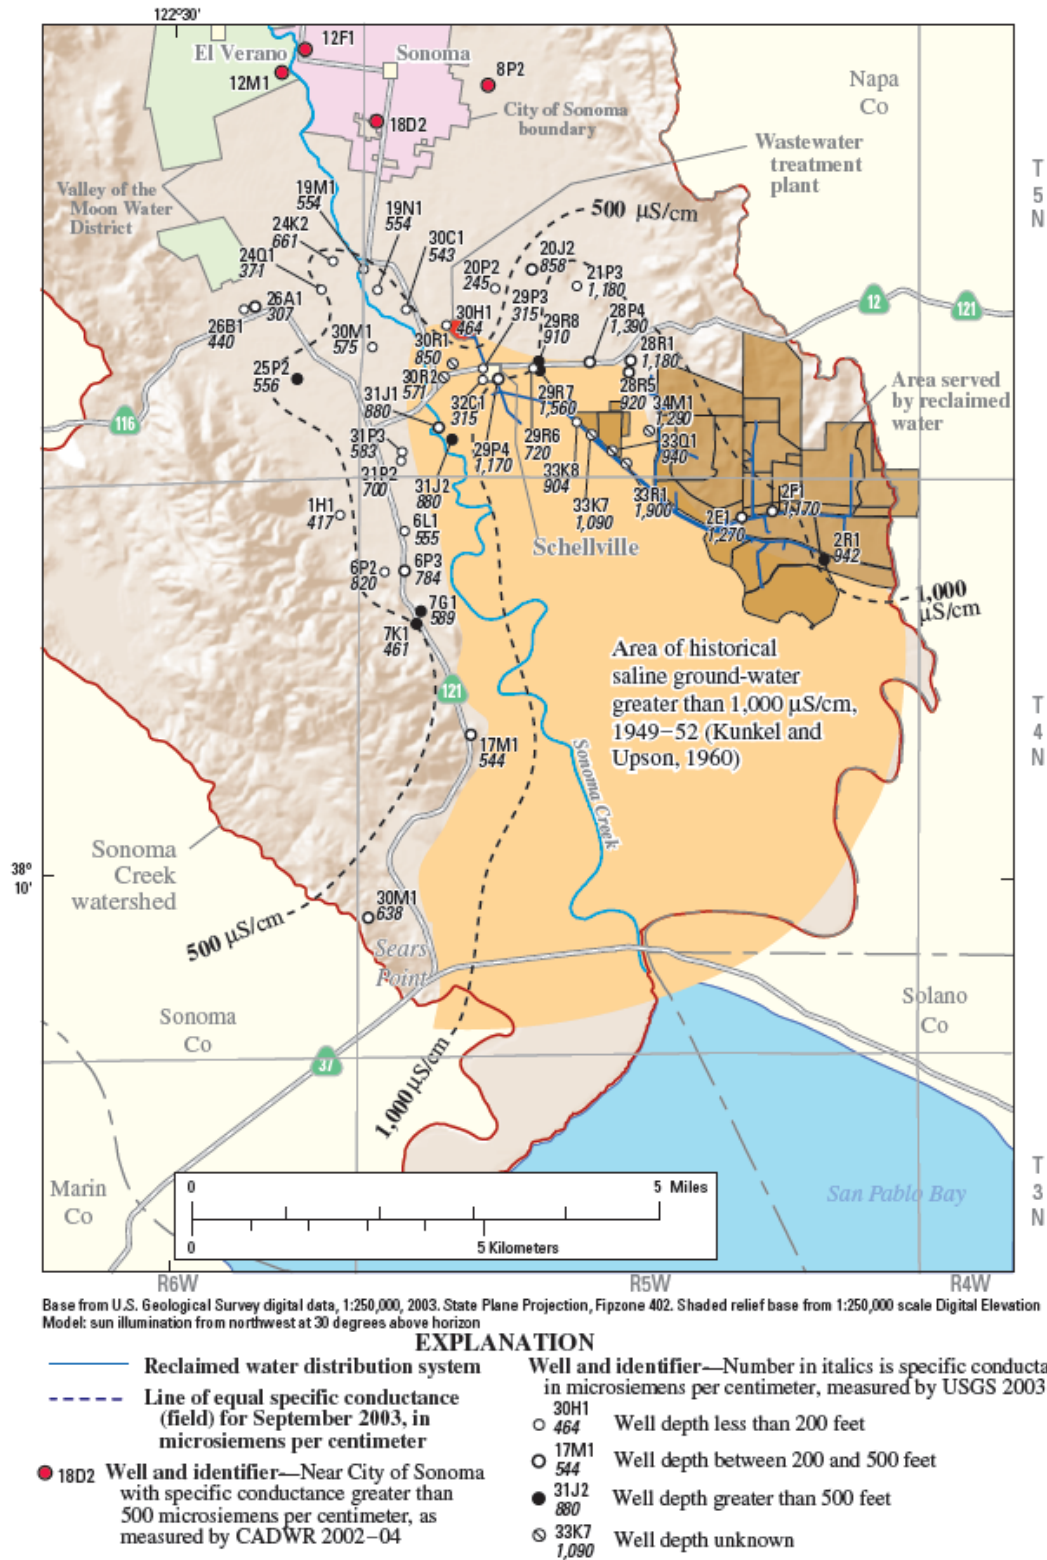 122°30'
12F1
El Verano
Sonoma
12M1
8P2
Napa
Co
18D2
City of Sonoma
boundary
Wastewater
treatment
plant
T
5
N
Valley of the
Moon Water
District
19M1
554
19N1
554
500 µS/cm
24K2
661
30C1
543
24Q1
371
20P2
245
20J2
858
21P3
1,180
26A1
307
29P3
315
12
121
26B1
440
30M1
575
30H1
464
29R8
910
28P4
1,390
30R1
850
28R1
1,180
25P2
556
30R2
571
28R5
920
Area served
by reclaimed
water
31J1
880
32C1
315
29R7
1,560
34M1
1,290
116
31P3
583
29P4
1,170
29R6
720
33Q1
940
31P2
700
31J2
880
33K8
904
33K7
1,090
33R1
1,900
1H1
417
6L1
555
2F1
1,170
2E1
1,270
2R1
942
Schellville
6P2
820
6P3
784
1,000
µS/cm
7G1
589
7K1
461
Area of historical
saline ground-water
greater than 1,000 µS/cm,
1949–52 (Kunkel and
Upson, 1960)
121
T
4
N
17M1
544
Sonoma Creek
Sonoma
Creek
watershed
38°
10'
30M1
638
500 µS/cm
Sears
Point
Sonoma
Co
Solano
Co
37
1,000 µS/cm
Marin
Co
San Pablo Bay
T
3
N
0 5 Miles
0 5 Kilometers
R6W R5W R4W
Base from U.S. Geological Survey digital data, 1:250,000, 2003. State Plane Projection, Fipzone 402. Shaded relief base from 1:250,000 scale Digital Elevation
Model: sun illumination from northwest at 30 degrees above horizon
EXPLANATION
Reclaimed water distribution system
Line of equal specific conductance
(field) for September 2003, in
microsiemens per centimeter
18D2 Well and identifier—Near City of Sonoma
with specific conductance greater than
500 microsiemens per centimeter, as
measured by CADWR 2002–04
Well and identifier—Number in italics is specific conducta
in microsiemens per centimeter, measured by USGS 2003
30H1
464 Well depth less than 200 feet
17M1
544 Well depth between 200 and 500 feet
31J2
880 Well depth greater than 500 feet
33K7
1,090 Well depth unknown